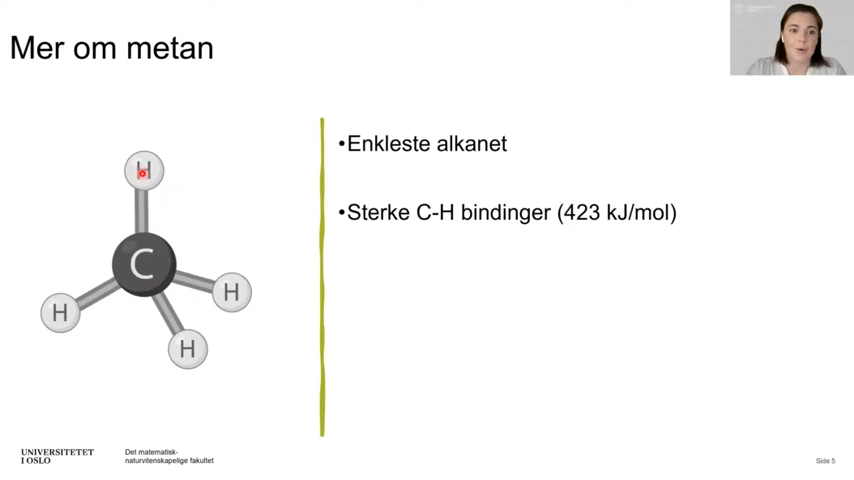 Mer om metan
H
C
H
H
H
•Enkleste alkanet
•Sterke C-H bindinger (423 kJ/mol)
UNIVERSITETET
I OSLO
Det matematisk-
naturvitenskapelige fakultet
Side 5